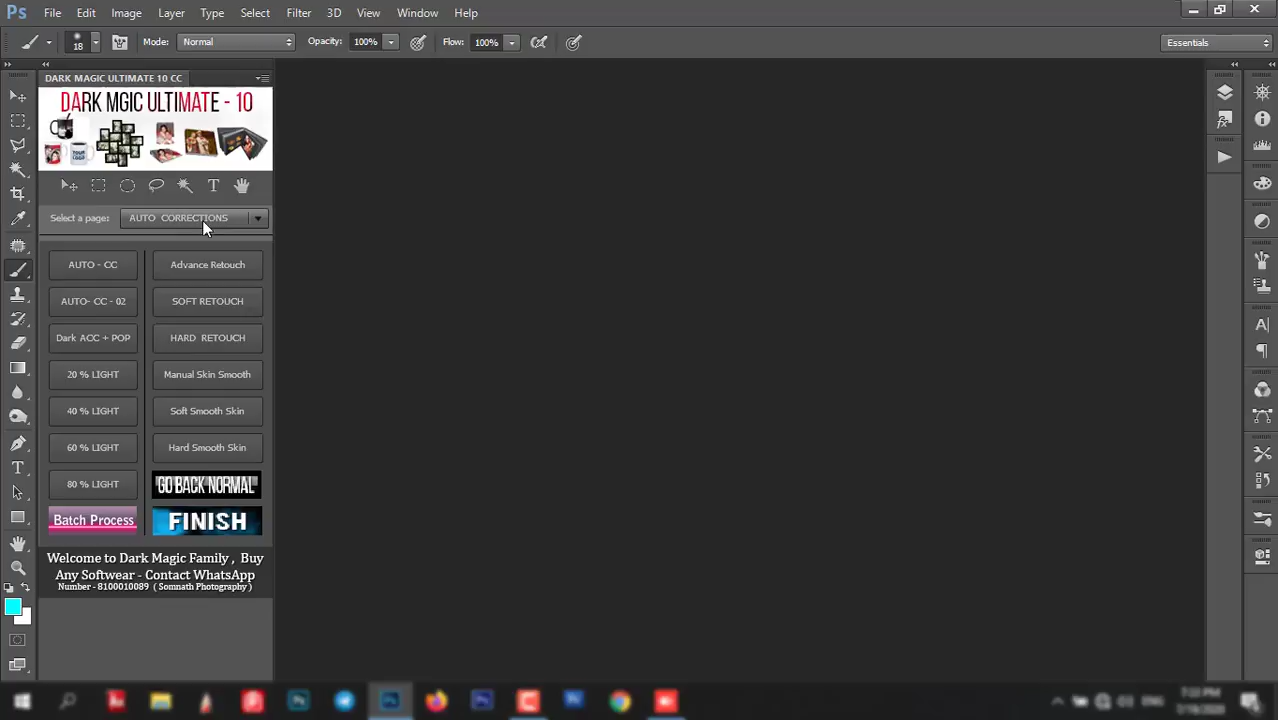 Ps File Edit Image Layer Type Select Filter 3D View Window Help
18 Mode: Normal Opacity: 100% Flow: 100% Essentials
DARK MAGIC ULTIMATE 10 CC
DARK MGIC ULTIMATE - 10
YOUR LOGO
T
Select a page: AUTO CORRECTIONS
AUTO - CC Advance Retouch
AUTO- CC - 02 SOFT RETOUCH
Dark ACC + POP HARD RETOUCH
20 % LIGHT Manual Skin Smooth
40 % LIGHT Soft Smooth Skin
60 % LIGHT Hard Smooth Skin
80 % LIGHT GO BACK NORMAL
Batch Process FINISH
Welcome to Dark Magic Family , Buy
Any Softwear - Contact WhatsApp
Number - 8100010089 ( Somnath Photography )
ENG